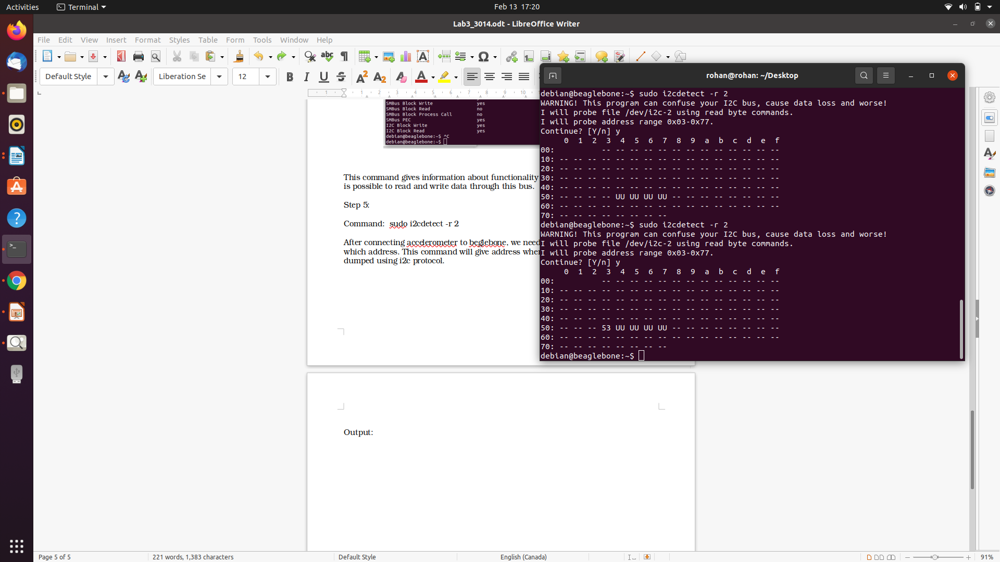 Activities Terminal Feb 13 17:20
Lab3_3014.odt - LibreOffice Writer
File Edit View Insert Format Styles Table Form Tools Window Help
Default Style Liberation Se 12
SMBus Block Write yes
SMBus Block Read no
SMBus Block Process Call no
SMBus PEC yes
I2C Block Write yes
I2C Block Read yes
debian@beaglebone:~$ ^C
debian@beaglebone:~$
This command gives information about functionality
is possible to read and write data through this bus.
Step 5:
Command: sudo i2cdetect -r 2
After connecting accelerometer to beglebone, we need
which address. This command will give address when
dumped using i2c protocol.
Output:
rohan@rohan: ~/Desktop
debian@beaglebone:~$ sudo i2cdetect -r 2
WARNING! This program can confuse your I2C bus, cause data loss and worse!
I will probe file /dev/i2c-2 using read byte commands.
I will probe address range 0x03-0x77.
Continue? [Y/n] y
0 1 2 3 4 5 6 7 8 9 a b c d e f
00: -- -- -- -- -- -- -- -- -- -- -- -- --
10: -- -- -- -- -- -- -- -- -- -- -- -- -- -- -- --
20: -- -- -- -- -- -- -- -- -- -- -- -- -- -- -- --
30: -- -- -- -- -- -- -- -- -- -- -- -- -- -- -- --
40: -- -- -- -- -- -- -- -- -- -- -- -- -- -- -- --
50: -- -- -- -- UU UU UU UU -- -- -- -- -- -- -- --
60: -- -- -- -- -- -- -- -- -- -- -- -- -- -- -- --
70: -- -- -- -- -- -- -- --
debian@beaglebone:~$ sudo i2cdetect -r 2
WARNING! This program can confuse your I2C bus, cause data loss and worse!
I will probe file /dev/i2c-2 using read byte commands.
I will probe address range 0x03-0x77.
Continue? [Y/n] y
0 1 2 3 4 5 6 7 8 9 a b c d e f
00: -- -- -- -- -- -- -- -- -- -- -- -- --
10: -- -- -- -- -- -- -- -- -- -- -- -- -- -- -- --
20: -- -- -- -- -- -- -- -- -- -- -- -- -- -- -- --
30: -- -- -- -- -- -- -- -- -- -- -- -- -- -- -- --
40: -- -- -- -- -- -- -- -- -- -- -- -- -- -- -- --
50: -- -- -- 53 UU UU UU UU -- -- -- -- -- -- -- --
60: -- -- -- -- -- -- -- -- -- -- -- -- -- -- -- --
70: -- -- -- -- -- -- -- --
debian@beaglebone:~$
Page 5 of 5 221 words, 1,383 characters Default Style English (Canada) 91%